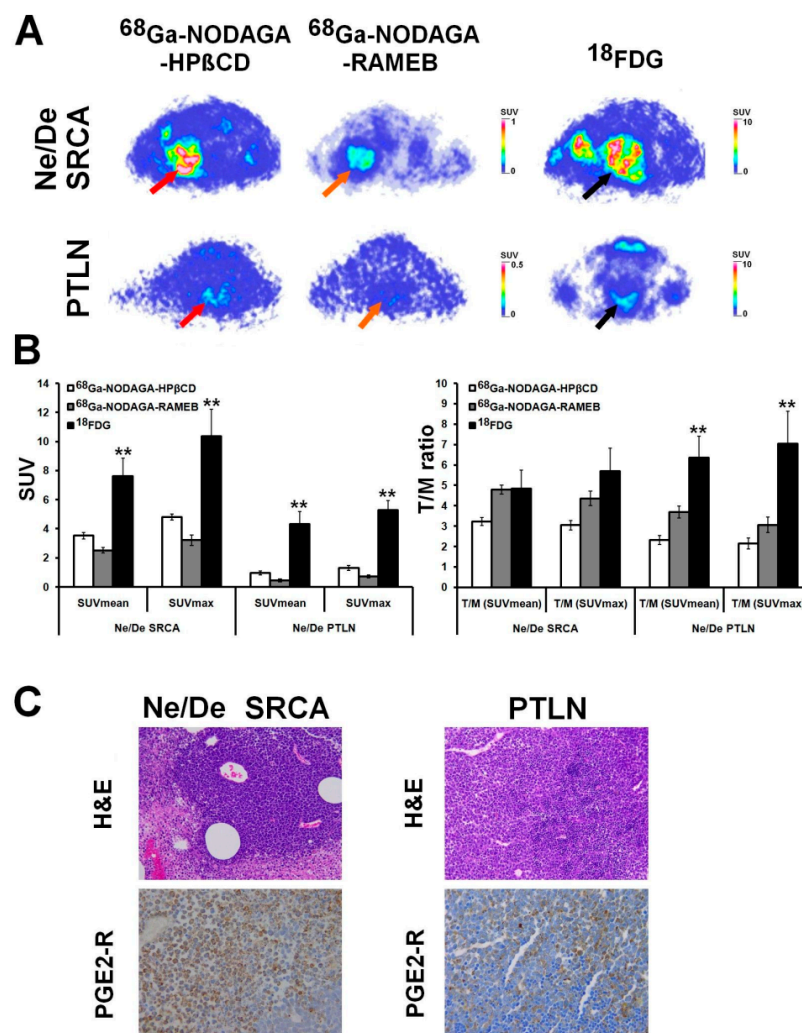 A
68Ga-NODAGA
-HPßCD
68Ga-NODAGA
-RAMEB
18FDG
Ne/De
SRCA
SUV
1
0
SUV
10
0
PTLN
SUV
0.5
0
SUV
10
0
B
SUV
14
12
10
8
6
4
2
0
68Ga-NODAGA-HPβCD
68Ga-NODAGA-RAMEB
18FDG
**
**
**
**
SUVmean
SUVmax
SUVmean
SUVmax
Ne/De SRCA
Ne/De PTLN
T/M ratio
10
9
8
7
6
5
4
3
2
1
0
68Ga-NODAGA-HPβCD
68Ga-NODAGA-RAMEB
18FDG
**
**
T/M (SUVmean)
T/M (SUVmax)
T/M (SUVmean)
T/M (SUVmax
Ne/De SRCA
Ne/De PTLN
C
Ne/De SRCA
PTLN
H&E
H&E
PGE2-R
PGE2-R